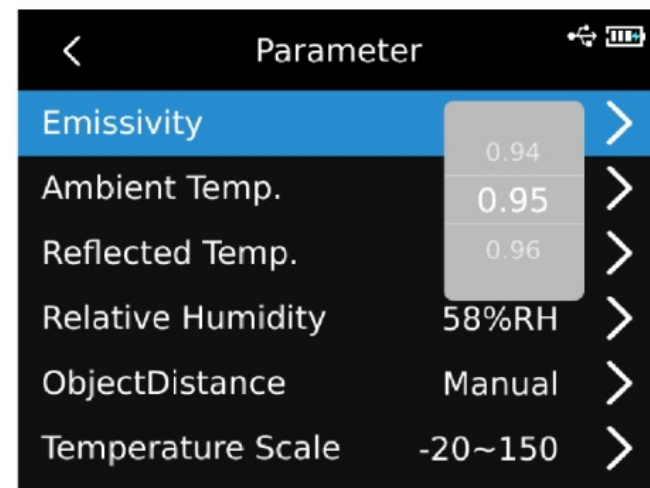 Parameter
Emissivity
0.94
Ambient Temp.
0.95
Reflected Temp.
0.96
Relative Humidity 58%RH
ObjectDistance Manual
Temperature Scale -20~150